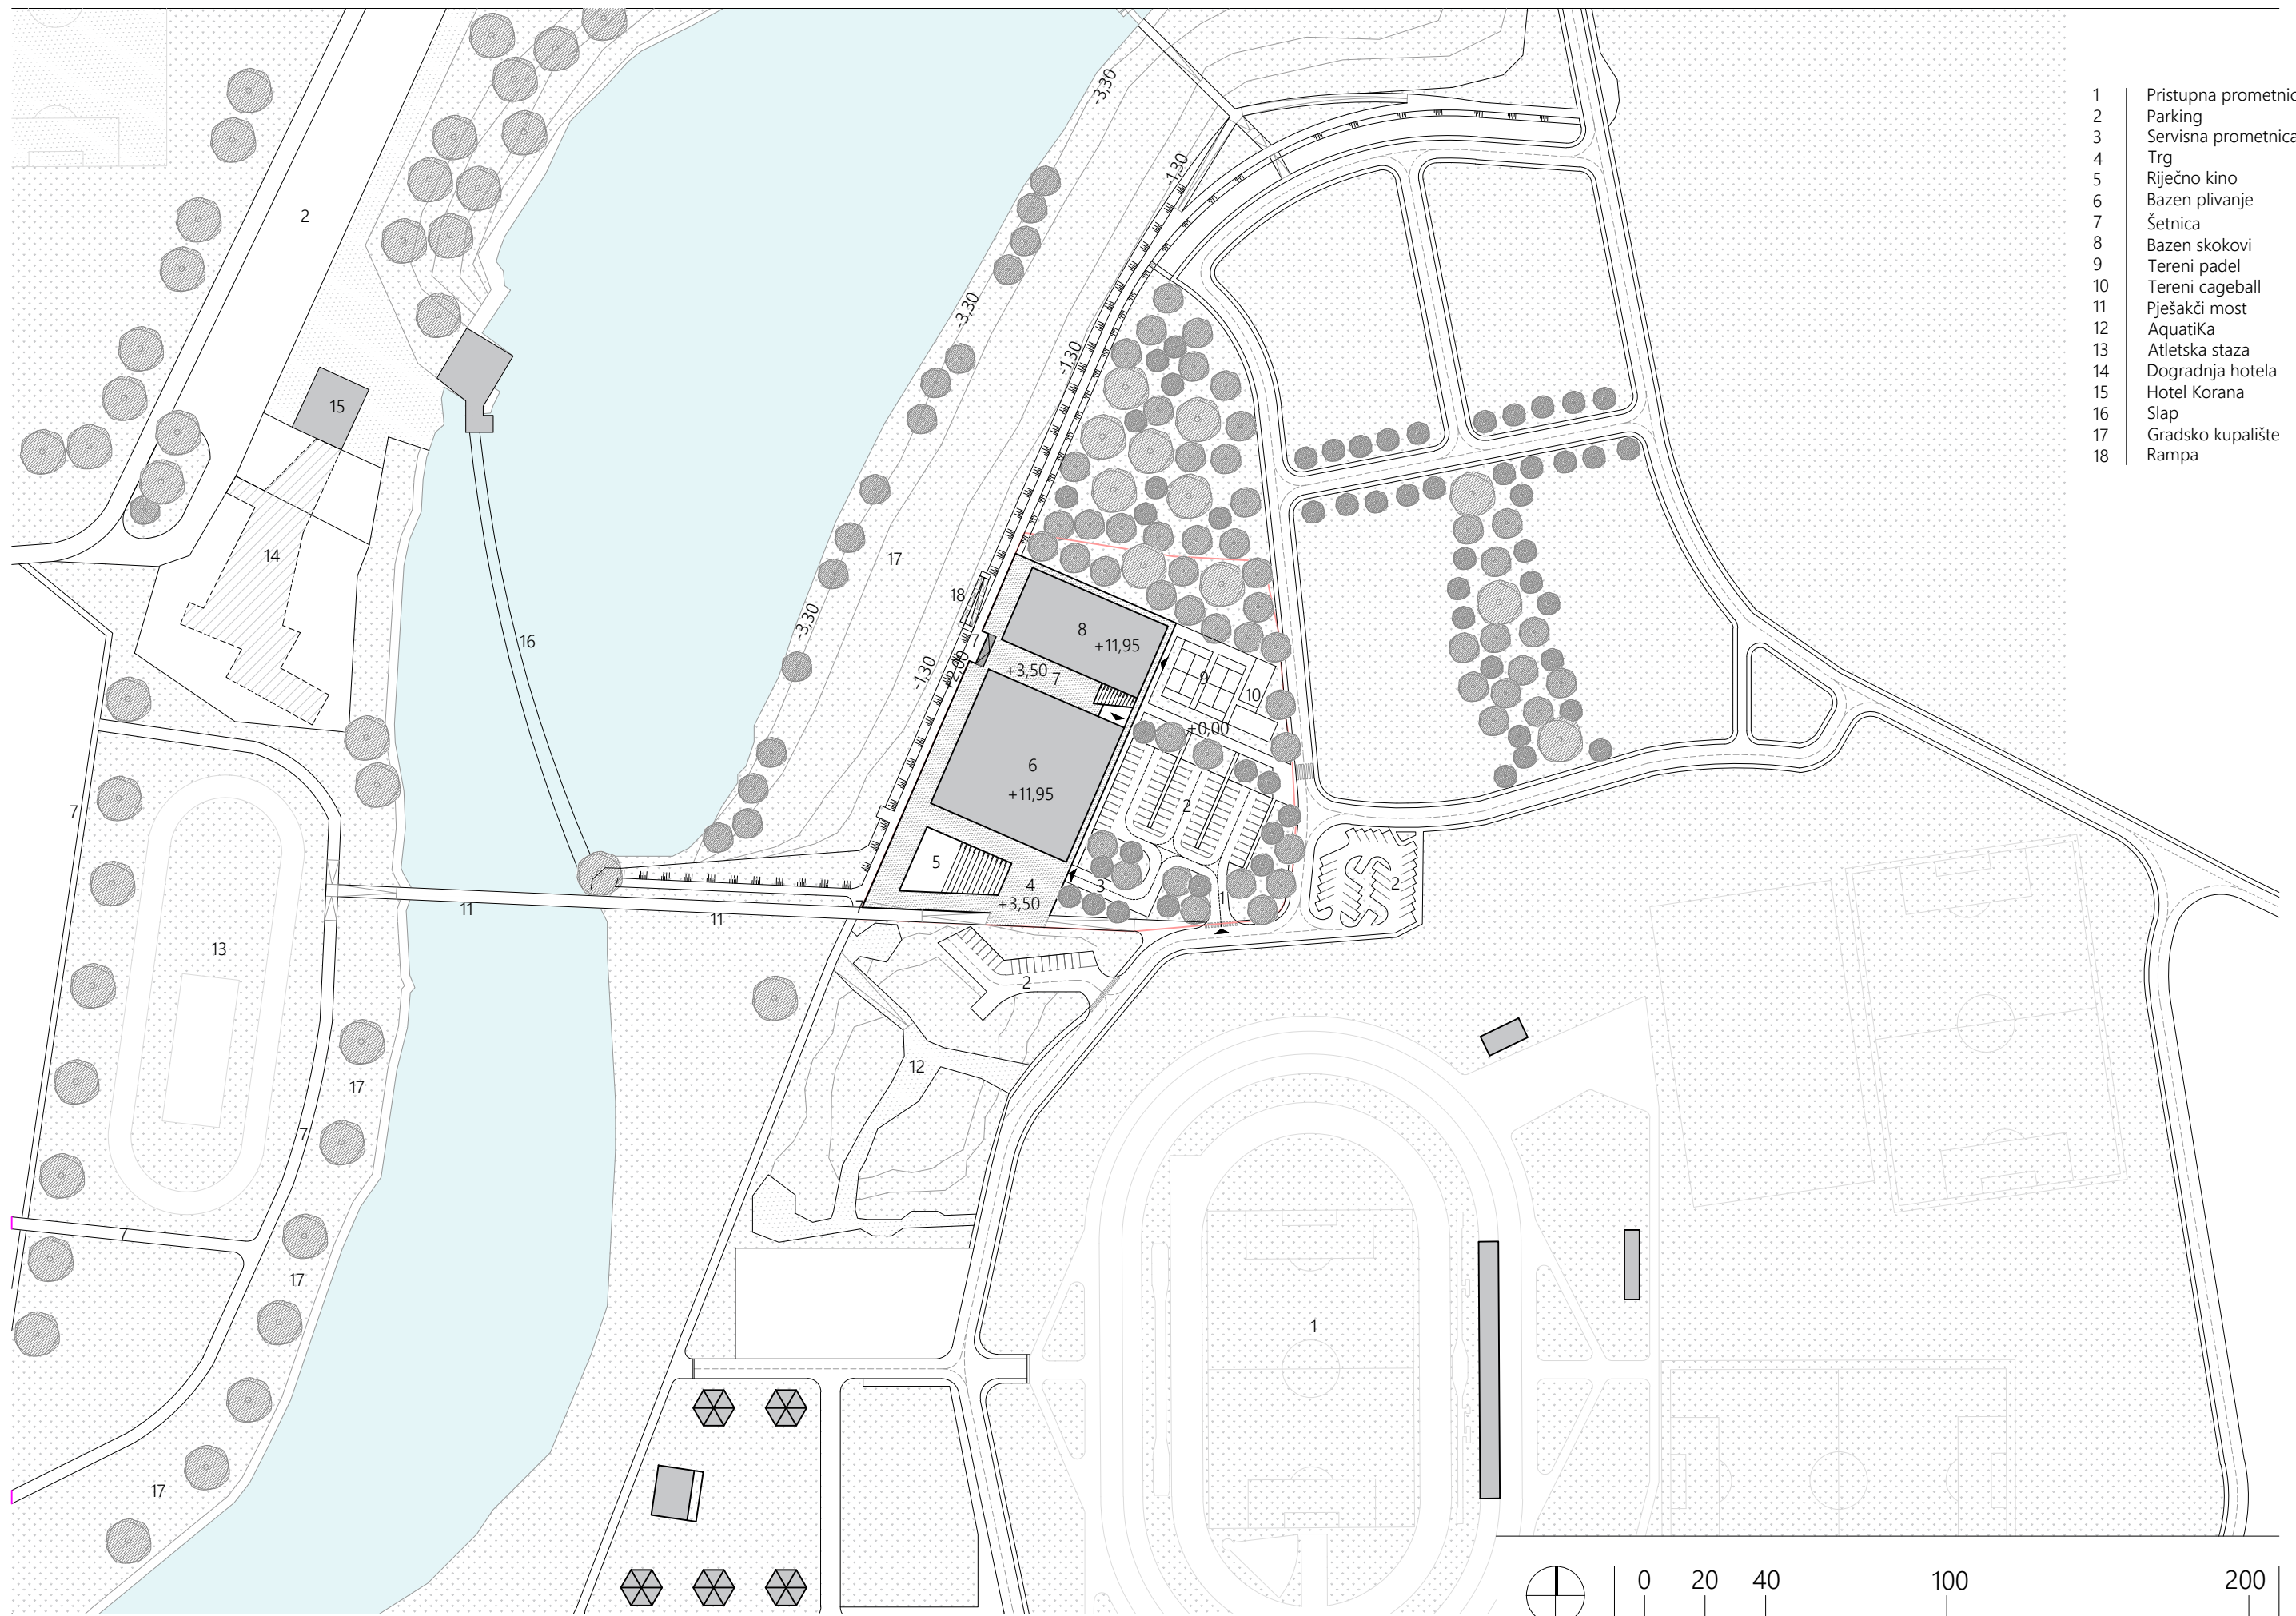 1 Pristupna prometnic
2 Parking
3 Servisna prometnica
4 Trg
5 Riječno kino
6 Bazen plivanje
7 Šetnica
8 Bazen skokovi
9 Tereni padel
10 Tereni cageball
11 Pješakči most
12 AquatiKa
13 Atletska staza
14 Dogradnja hotela
15 Hotel Korana
16 Slap
17 Gradsko kupalište
18 Rampa
-3,30
-1,30
2
-3,30
-1,30
15
14
17
18
-3,30
16
8
+11,95
7
+2,00
-1,30
+3,50
7
9
10
±0,00
6
+11,95
7
2
5
4
+3,50
3
1
2
11
11
13
2
12
17
7
7
17
1
17
0 20 40 100 200